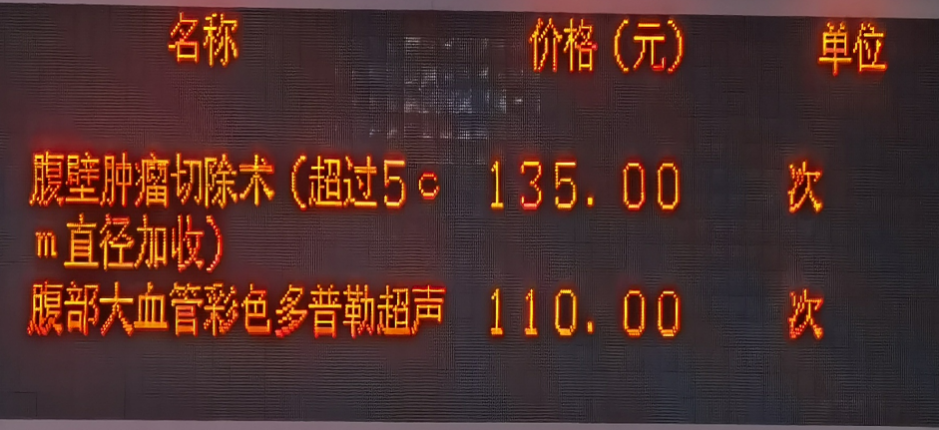 名称 价格（元） 单位
腹壁肿瘤切除术（超过5c 135.00 次
m直径加收）
腹部大血管彩色多普勒超声 110.00 次